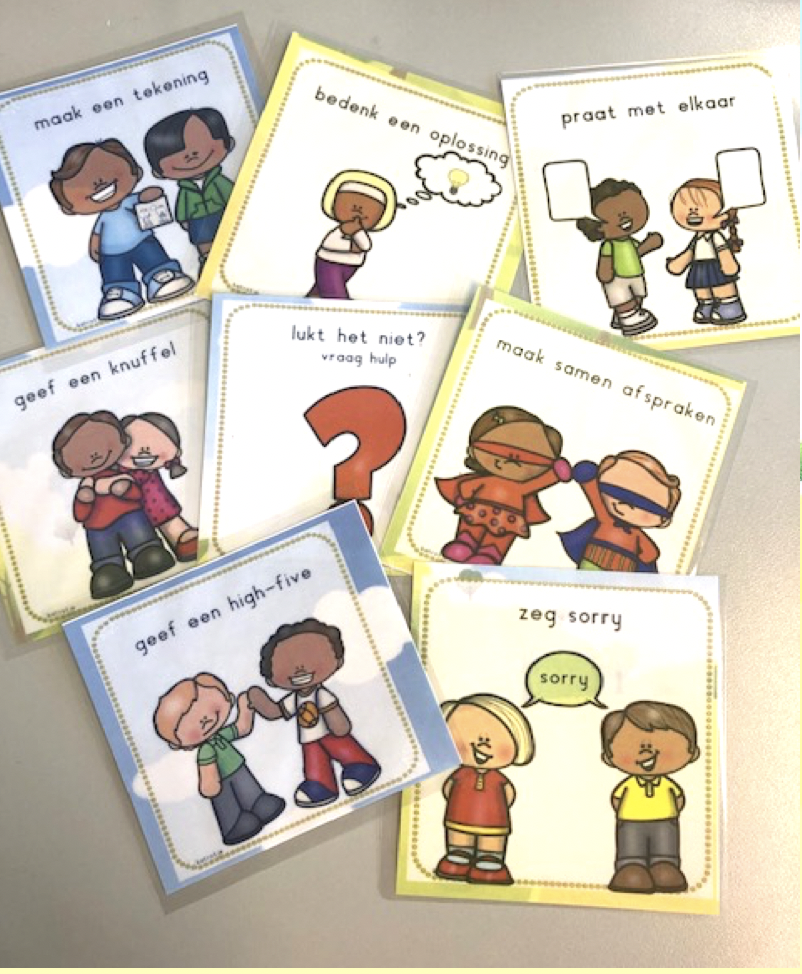 maak een tekening
bedenk een oplossing
praat met elkaar
geef een knuffel
lukt het niet?
vraag hulp
maak samen afspraken
geef een high-five
zeg sorry
sorry